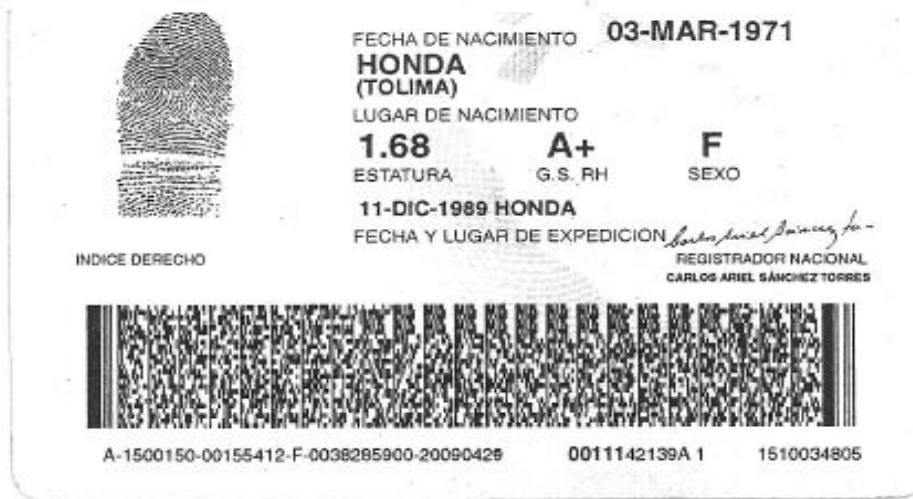 FECHA DE NACIMIENTO 03-MAR-1971
HONDA
(TOLIMA)
LUGAR DE NACIMIENTO
1.68 A+ F
ESTATURA G.S. RH SEXO
11-DIC-1989 HONDA
FECHA Y LUGAR DE EXPEDICION
INDICE DERECHO
REGISTRADOR NACIONAL
CARLOS ARIEL SÁNCHEZ TORRES
A-1500150-00155412-F-0038285900-20090429 0011142139A 1 1510034805